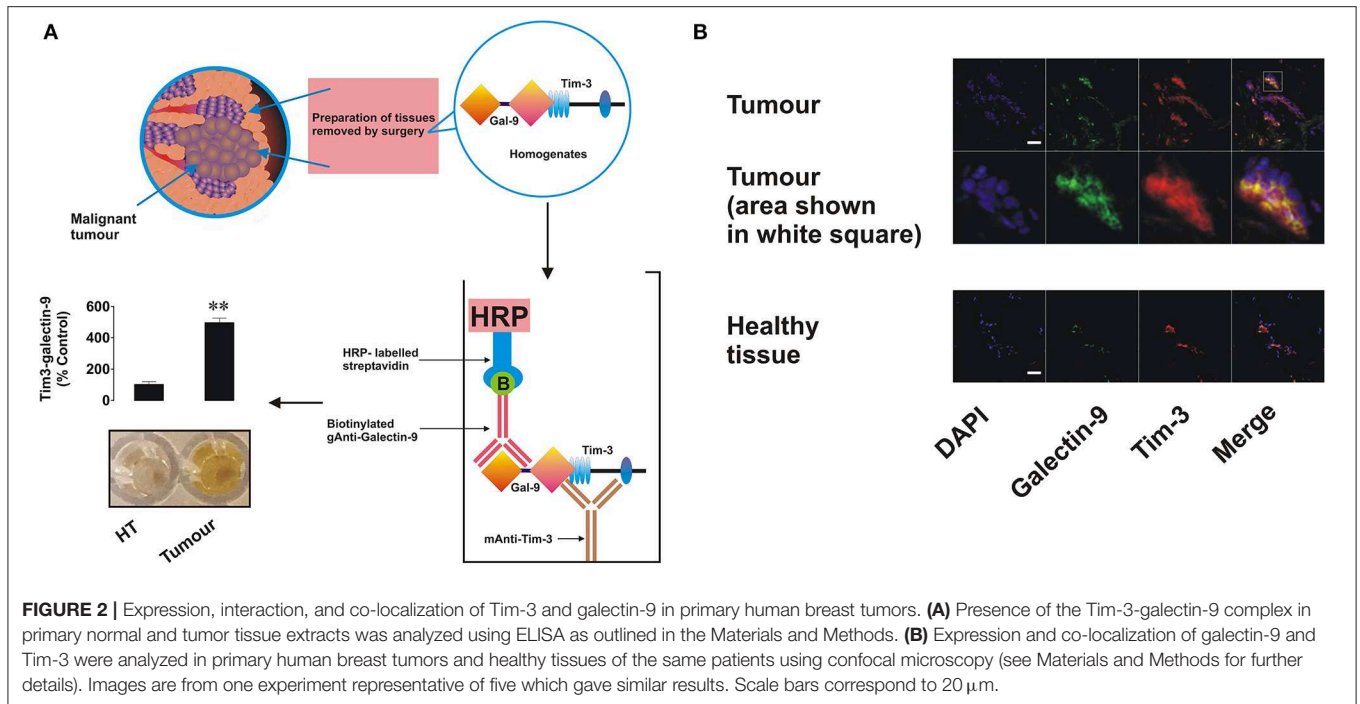 A
Preparation of tissues
removed by surgery
Tim-3
Gal-9
Homogenates
Malignant
tumour
HRP
HRP- labelled
streptavidin
B
Biotinylated
gAnti-Galectin-9
Tim-3
Gal-9
mAnti-Tim-3
Tim3-galectin-9
(% Control)
600
400
200
0
**
HT
Tumour
B
Tumour
Tumour
(area shown
in white square)
Healthy
tissue
DAPI
Galectin-9
Tim-3
Merge
FIGURE 2 | Expression, interaction, and co-localization of Tim-3 and galectin-9 in primary human breast tumors. (A) Presence of the Tim-3-galectin-9 complex in
primary normal and tumor tissue extracts was analyzed using ELISA as outlined in the Materials and Methods. (B) Expression and co-localization of galectin-9 and
Tim-3 were analyzed in primary human breast tumors and healthy tissues of the same patients using confocal microscopy (see Materials and Methods for further
details). Images are from one experiment representative of five which gave similar results. Scale bars correspond to 20 μm.